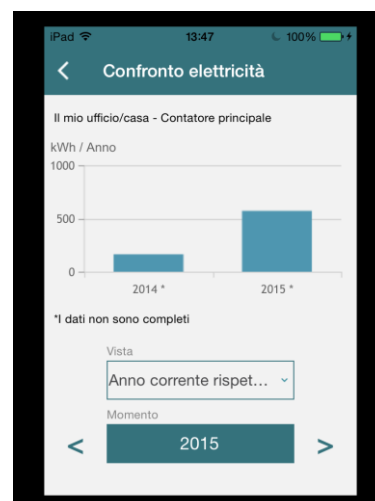 iPad 13:47 100%
Confronto elettricità
Il mio ufficio/casa - Contatore principale
kWh / Anno
1000
500
0
2014 * 2015 *
*I dati non sono completi
Vista
Anno corrente rispet...
Momento
< 2015 >